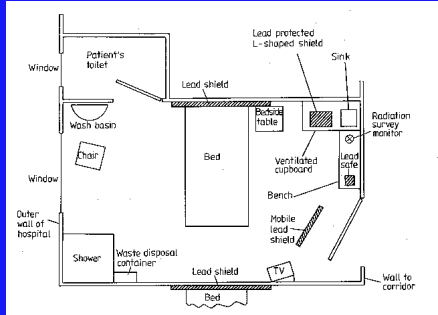 Patient's
toilet
Window
Lead shield
Lead protected
L-shaped shield
Sink
Wash basin
Bedside
table
Radiation
survey
monitor
Chair
Bed
Ventilated
cupboard
Lead
safe
Window
Bench
Outer
wall of
hospital
Mobile
lead
shield
Shower
Waste disposal
container
Lead shield
TV
Wall to
corridor
Bed